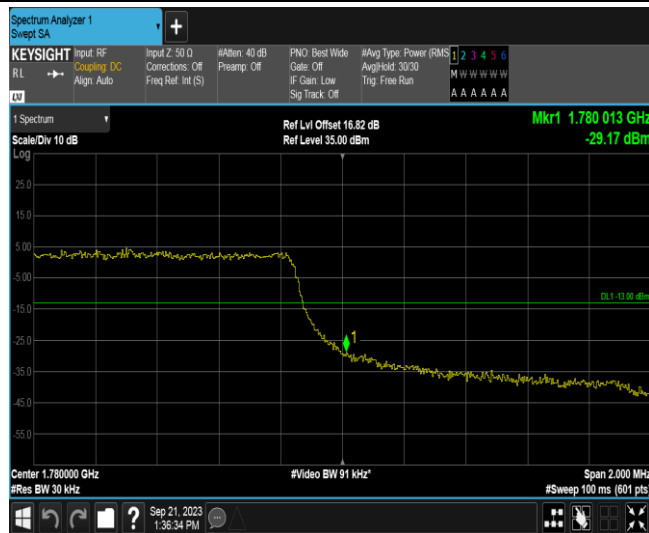 Spectrum Analyzer 1
Swept SA
KEYSIGHT
RL
LXI
Input: RF
Coupling: DC
Align: Auto
Input Z: 50 Ω
Corrections: Off
Freq Ref: Int (S)
#Atten: 40 dB
Preamp: Off
PNO: Best Wide
Gate: Off
IF Gain: Low
Sig Track: Off
#Avg Type: Power (RMS
Avg|Hold: 30/30
Trig: Free Run
1 2 3 4 5 6
M W W W W W
A A A A A A
1 Spectrum
Scale/Div 10 dB
Log
Ref Lvl Offset 16.82 dB
Ref Level 35.00 dBm
Mkr1 1.780 013 GHz
-29.17 dBm
25.0
15.0
5.00
-5.00
DL1 -13.00 dBm
-15.0
1
-25.0
-35.0
-45.0
-55.0
Center 1.780000 GHz
#Res BW 30 kHz
#Video BW 91 kHz*
Span 2.000 MHz
#Sweep 100 ms (601 pts)
?
Sep 21, 2023
1:36:34 PM